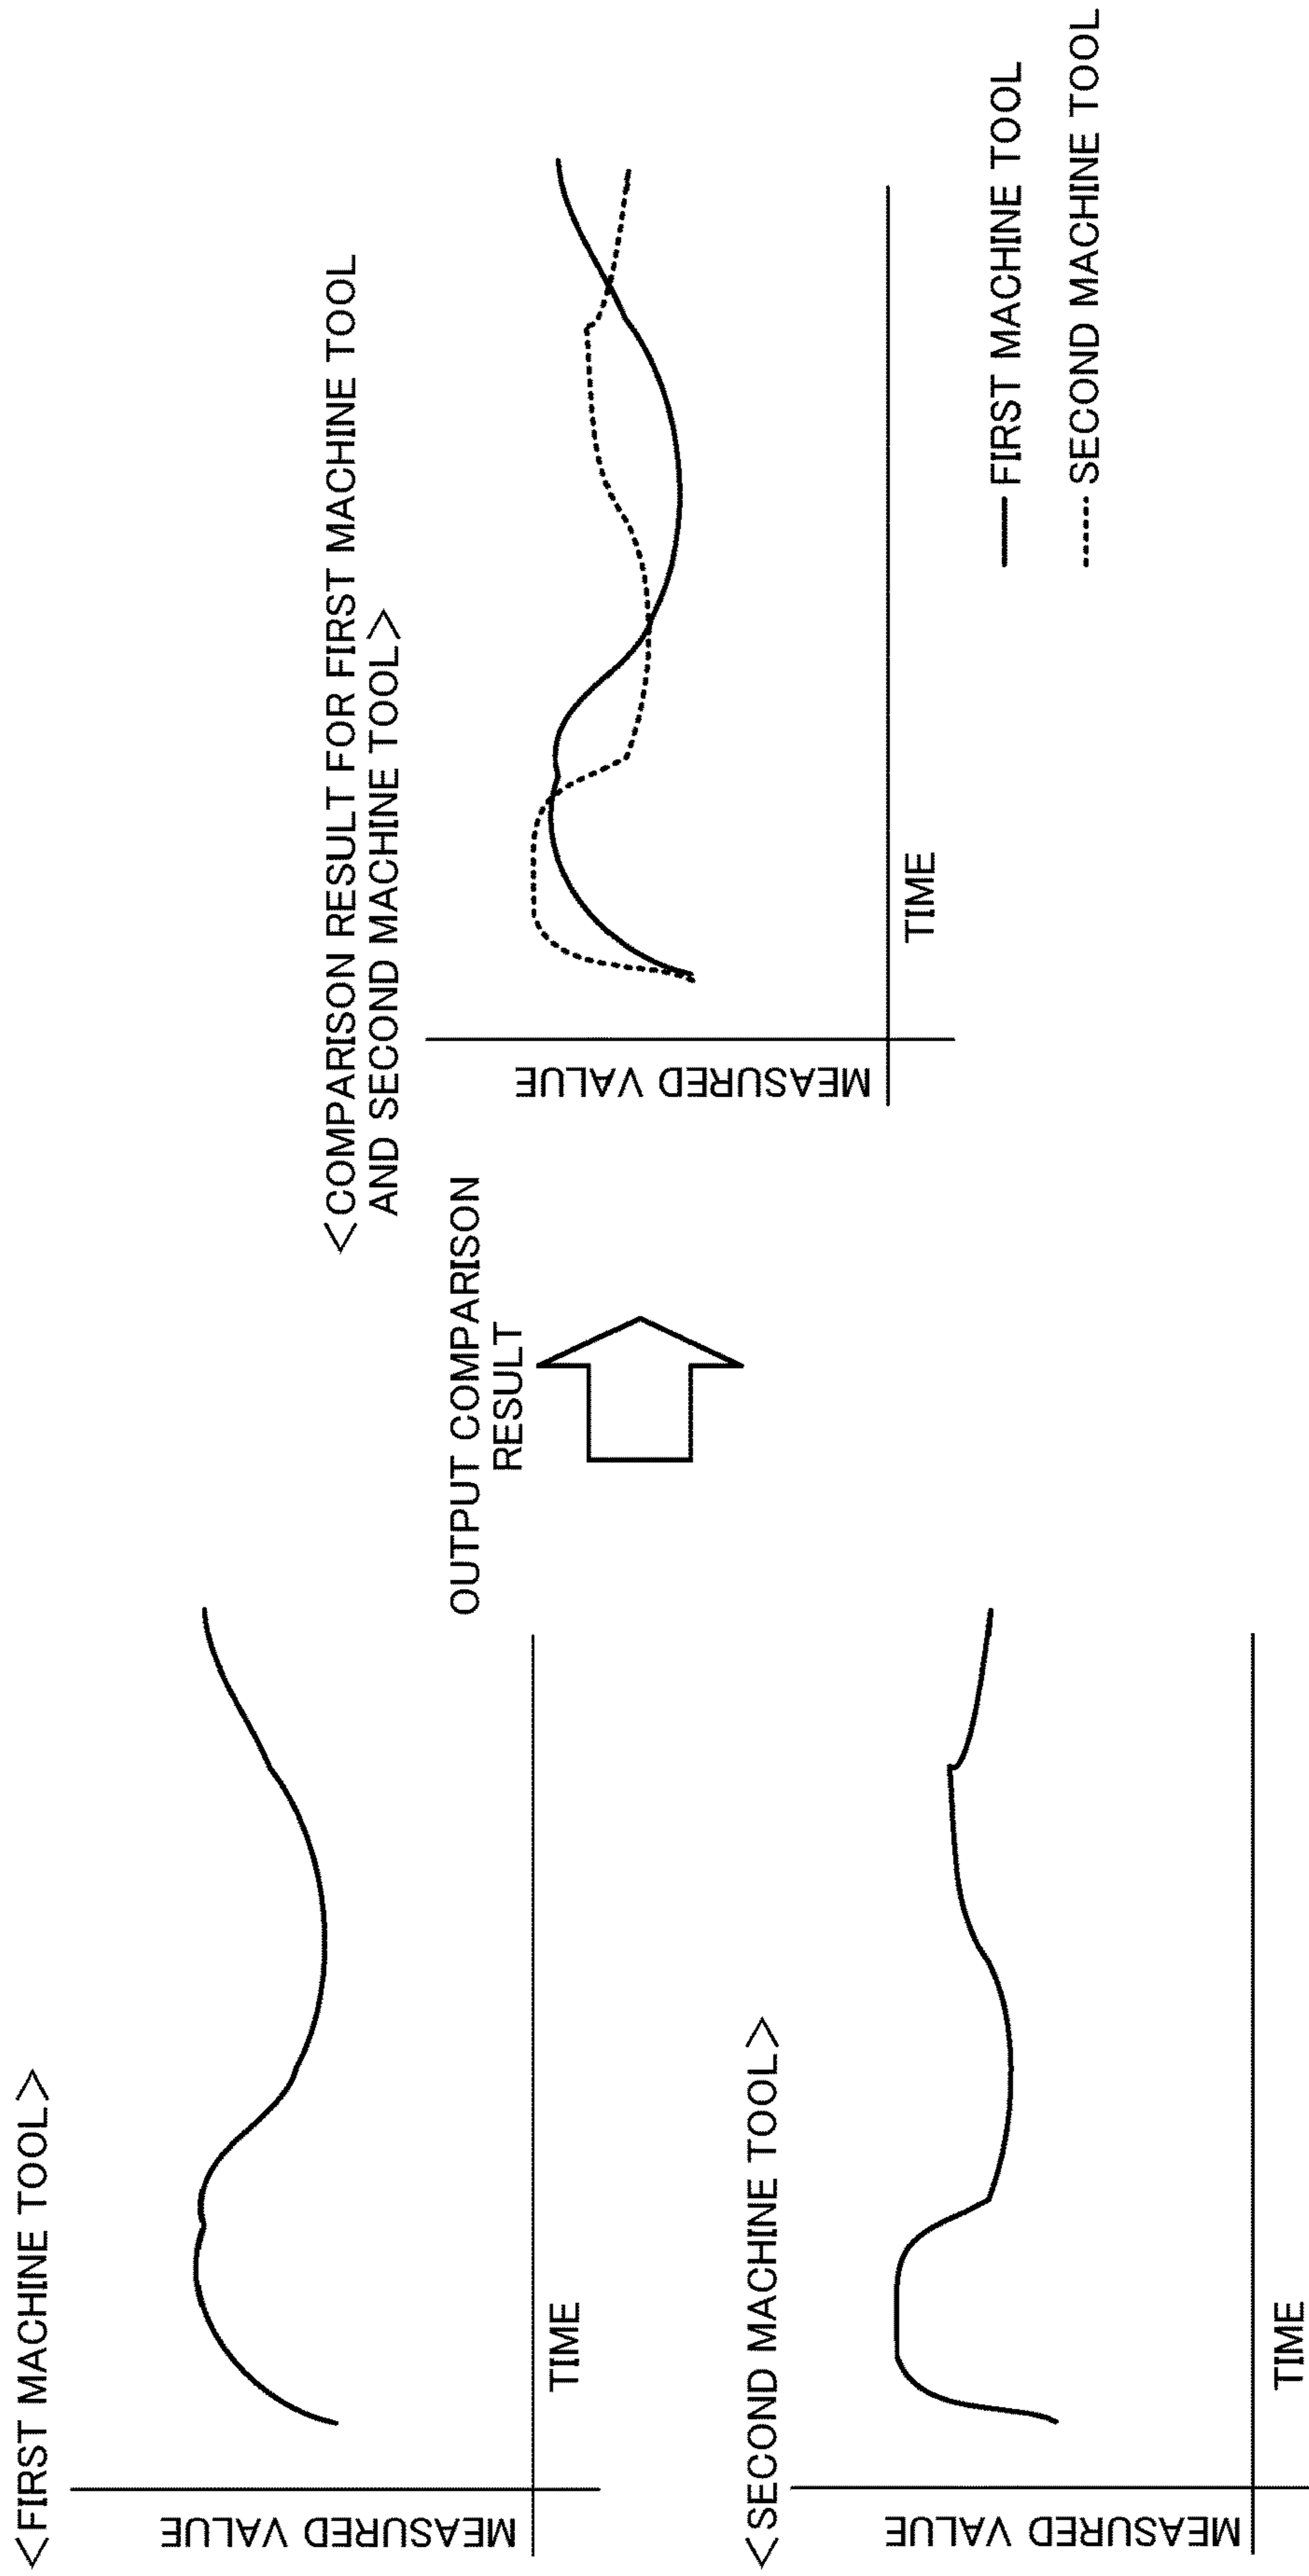 <FIRST MACHINE TOOL>
MEASURED VALUE
TIME
<SECOND MACHINE TOOL>
MEASURED VALUE
TIME
OUTPUT COMPARISON
RESULT
<COMPARISON RESULT FOR FIRST MACHINE TOOL
AND SECOND MACHINE TOOL>
MEASURED VALUE
TIME
FIRST MACHINE TOOL
SECOND MACHINE TOOL